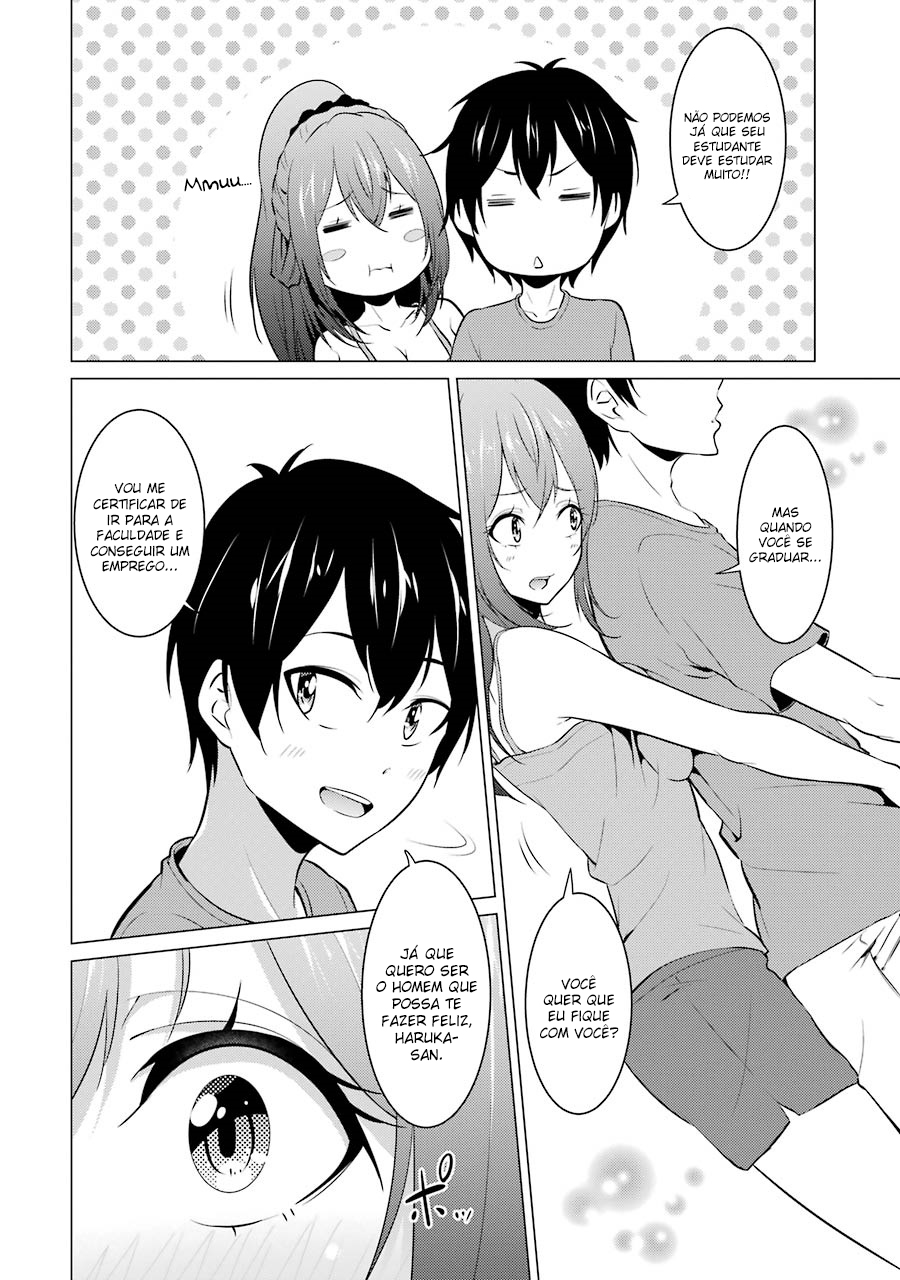 NÃO PODEMOS
JÁ QUE SEU
ESTUDANTE
DEVE ESTUDAR
MUITO!!
Mmuu....
MAS
QUANDO
VOCÊ SE
GRADUAR...
VOCÊ
QUER QUE
EU FIQUE
COM VOCÊ?
VOU ME
CERTIFICAR DE
IR PARA A
FACULDADE E
CONSEGUIR UM
EMPREGO...
JÁ QUE
QUERO SER
O HOMEM QUE
POSSA TE
FAZER FELIZ,
HARUKA-
SAN.
ポッ